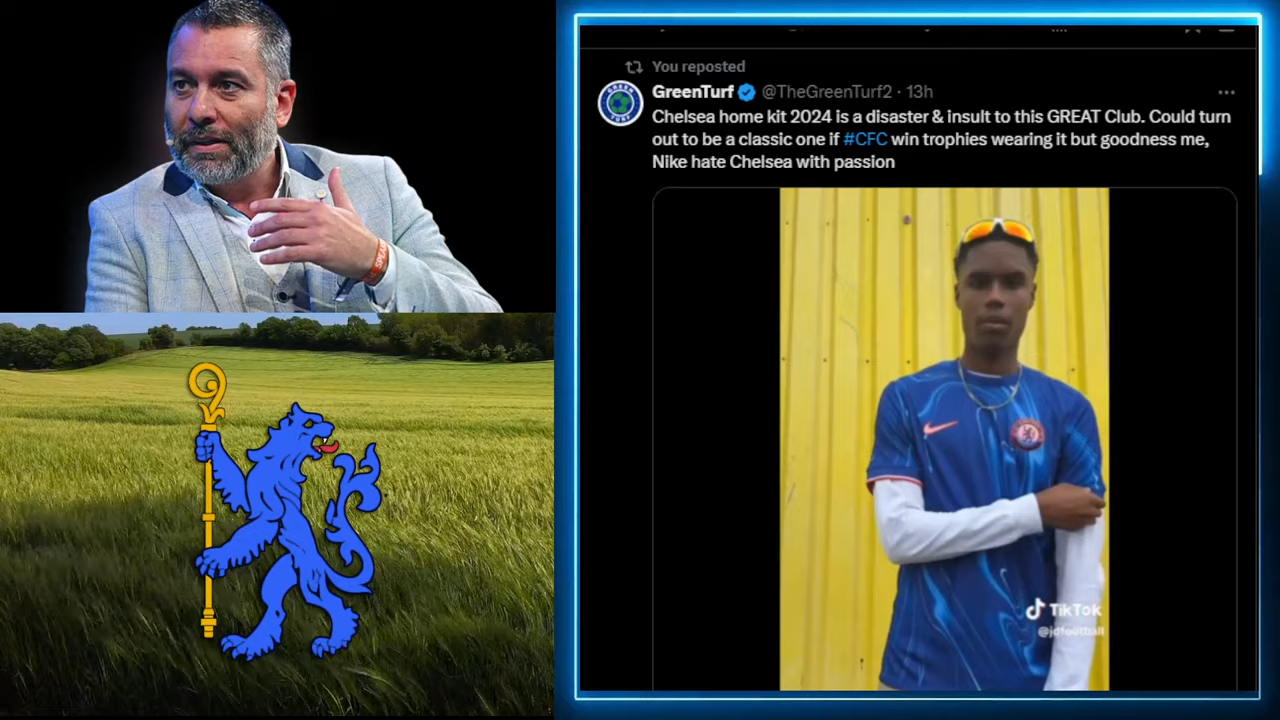 You reposted
GreenTurf @TheGreenTurf2 · 13h
Chelsea home kit 2024 is a disaster & insult to this GREAT Club. Could turn
out to be a classic one if #CFC win trophies wearing it but goodness me,
Nike hate Chelsea with passion
GREEN
TURF
TikTok
@jdfootball